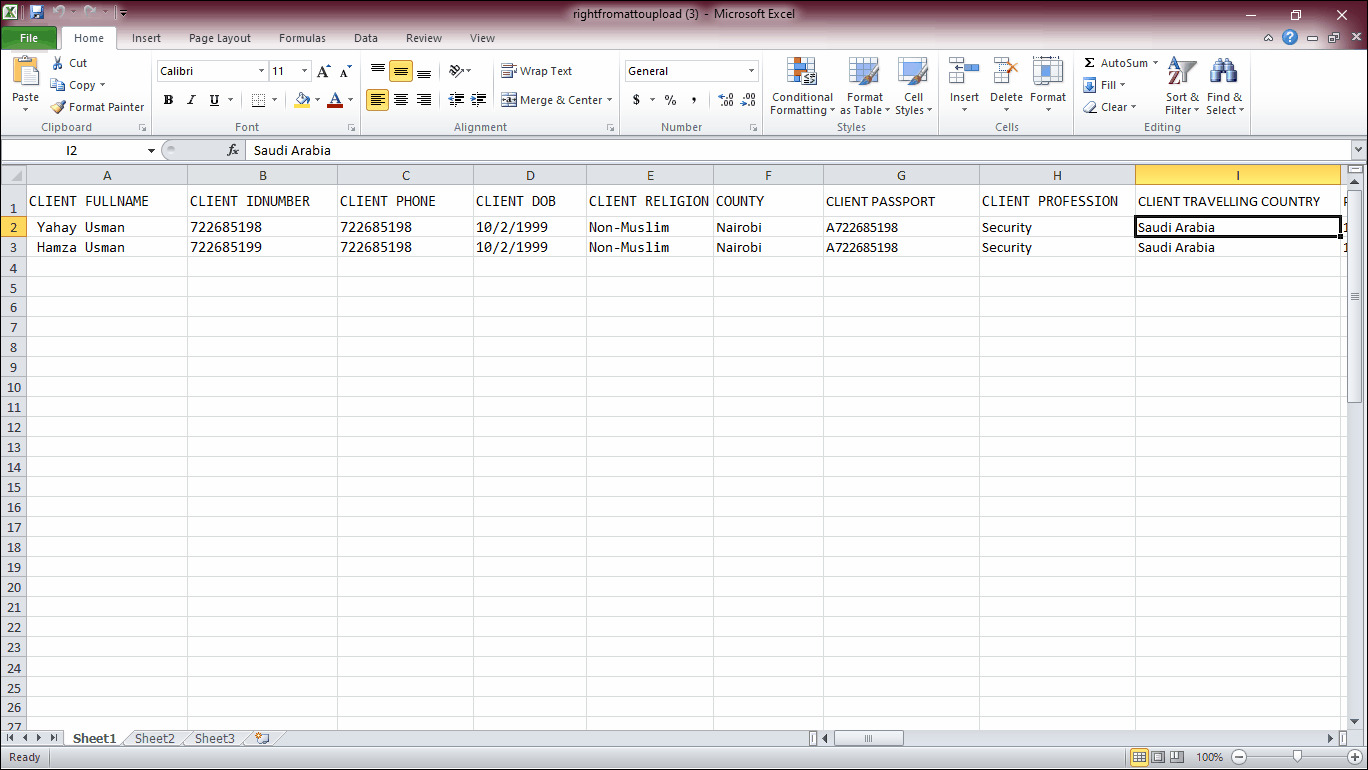 rightfromattoupload (3) - Microsoft Excel
File Home Insert Page Layout Formulas Data Review View
Paste Cut Copy Format Painter
Calibri 11 B I U
Wrap Text Merge & Center
General $ % ,
Conditional Formatting Format as Table Cell Styles
Insert Delete Format
Σ AutoSum Fill Clear Sort & Filter Find & Select
Clipboard Font Alignment Number Styles Cells Editing
I2 fx Saudi Arabia
A B C D E F G H I
1 CLIENT FULLNAME CLIENT IDNUMBER CLIENT PHONE CLIENT DOB CLIENT RELIGION COUNTY CLIENT PASSPORT CLIENT PROFESSION CLIENT TRAVELLING COUNTRY
2 Yahay Usman 722685198 722685198 10/2/1999 Non-Muslim Nairobi A722685198 Security Saudi Arabia
3 Hamza Usman 722685199 722685198 10/2/1999 Non-Muslim Nairobi A722685198 Security Saudi Arabia
4
5
6
7
8
9
10
11
12
13
14
15
16
17
18
19
20
21
22
23
24
25
26
27
Sheet1 Sheet2 Sheet3
Ready 100%